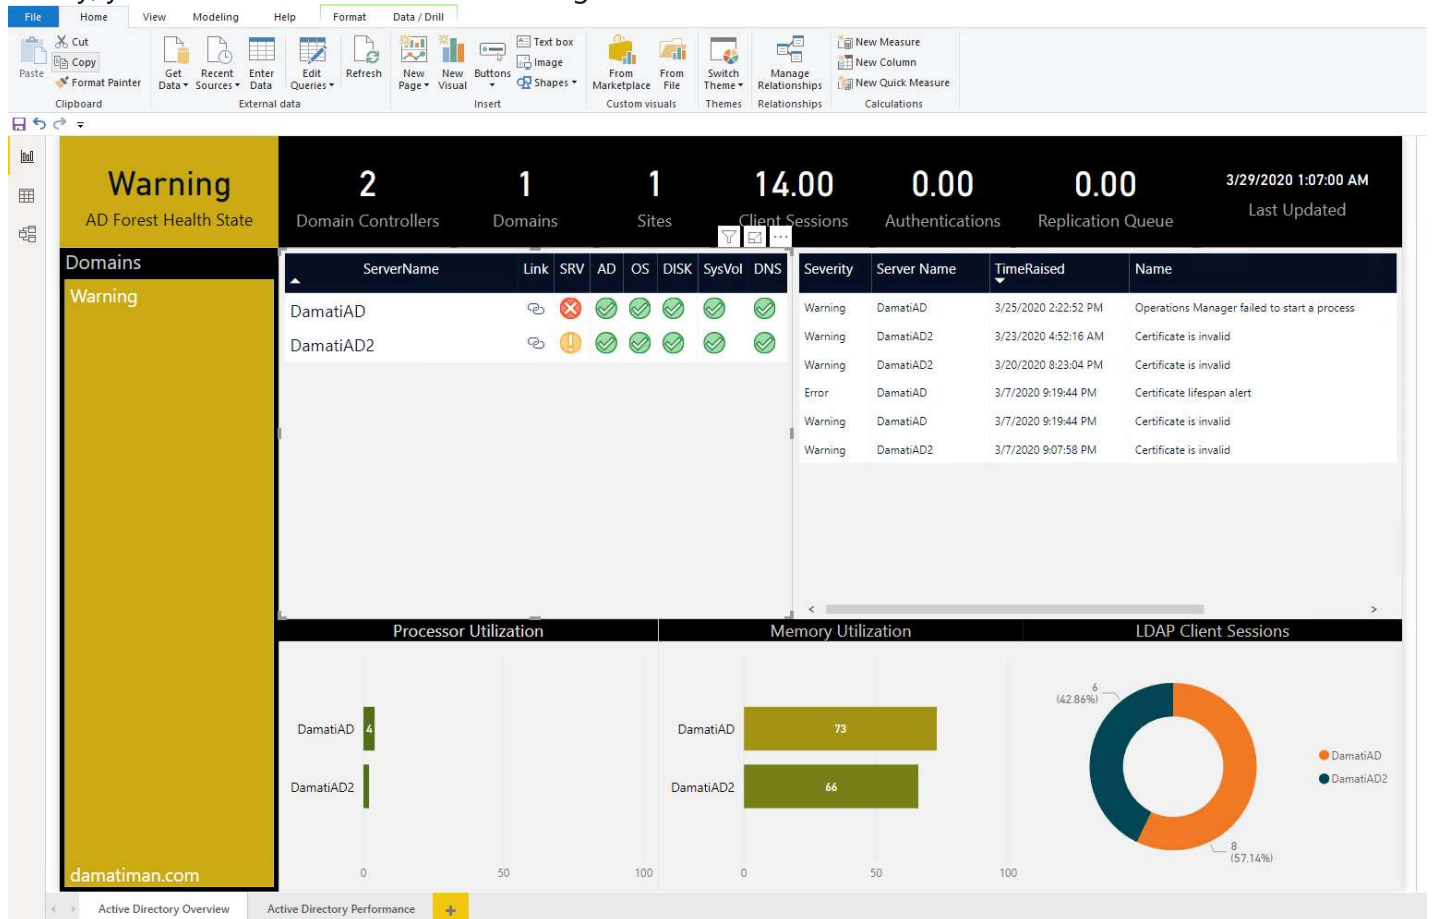 File Home View Modeling Help Format Data / Drill
Cut
Copy
Format Painter
Paste
Clipboard
Get Data
Recent Sources
Enter Data
External data
Edit Queries
Refresh
New Page
New Visual
Buttons
Text box
Image
Shapes
Insert
From Marketplace
From File
Custom visuals
Switch Theme
Themes
Manage Relationships
Relationships
New Measure
New Column
New Quick Measure
Calculations
Warning
AD Forest Health State
2
Domain Controllers
1
Domains
1
Sites
14.00
Client Sessions
0.00
Authentications
0.00
Replication Queue
3/29/2020 1:07:00 AM
Last Updated
Domains
Warning
damatiman.com
ServerName Link SRV AD OS DISK SysVol DNS
DamatiAD
DamatiAD2
Severity Server Name TimeRaised Name
Warning DamatiAD 3/25/2020 2:22:52 PM Operations Manager failed to start a process
Warning DamatiAD2 3/23/2020 4:52:16 AM Certificate is invalid
Warning DamatiAD2 3/20/2020 8:23:04 PM Certificate is invalid
Error DamatiAD 3/7/2020 9:19:44 PM Certificate lifespan alert
Warning DamatiAD 3/7/2020 9:19:44 PM Certificate is invalid
Warning DamatiAD2 3/7/2020 9:07:58 PM Certificate is invalid
Processor Utilization
DamatiAD 4
DamatiAD2
0 50 100
Memory Utilization
DamatiAD 73
DamatiAD2 66
0 50 100
LDAP Client Sessions
6
(42.86%)
8
(57.14%)
DamatiAD
DamatiAD2
Active Directory Overview Active Directory Performance +